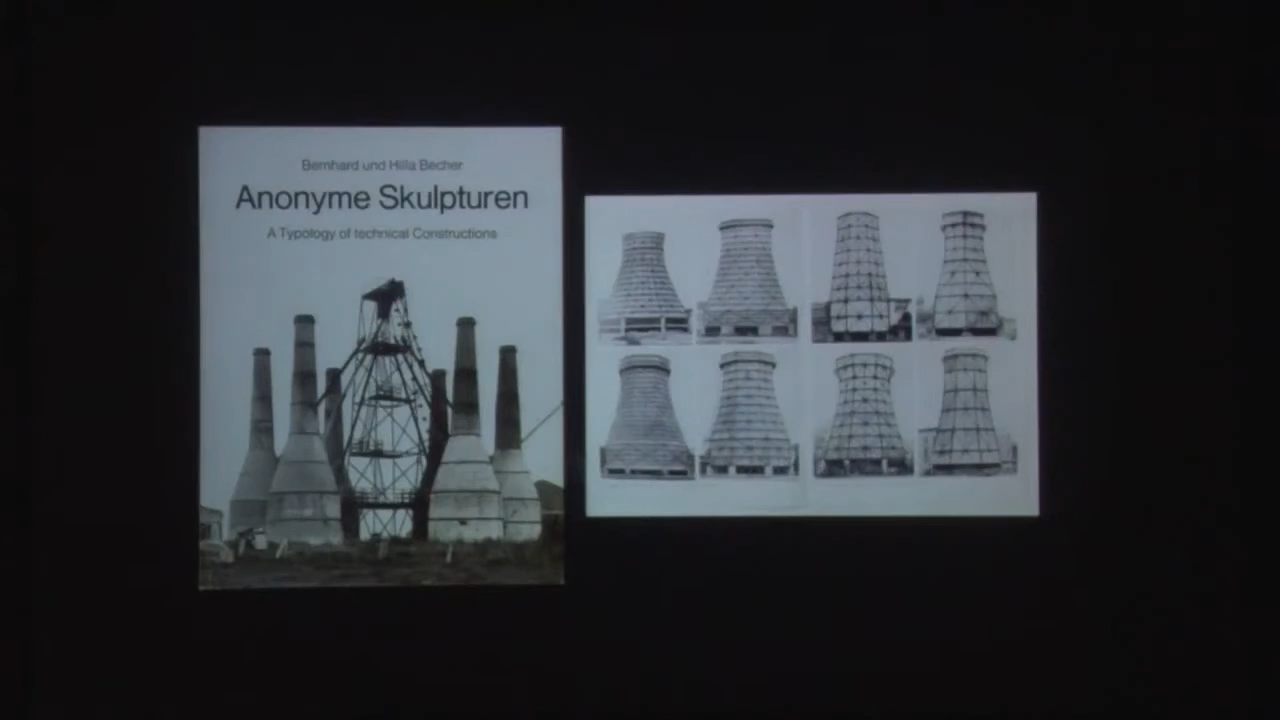 Bernhard und Hilla Becher
Anonyme Skulpturen
A Typology of technical Constructions